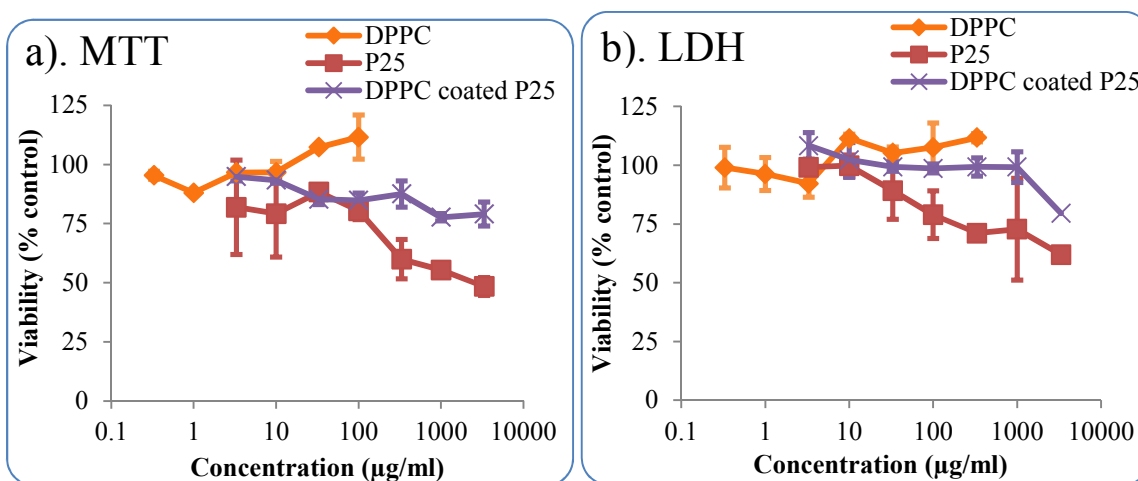 a). MTT
DPPC
P25
DPPC coated P25
125
100
75
50
25
0
Viability (% control)
0.1 1 10 100 1000 10000
Concentration (µg/ml)
b). LDH
DPPC
P25
DPPC coated P25
125
100
75
50
25
0
Viability (% control)
0.1 1 10 100 1000 10000
Concentration (µg/ml)